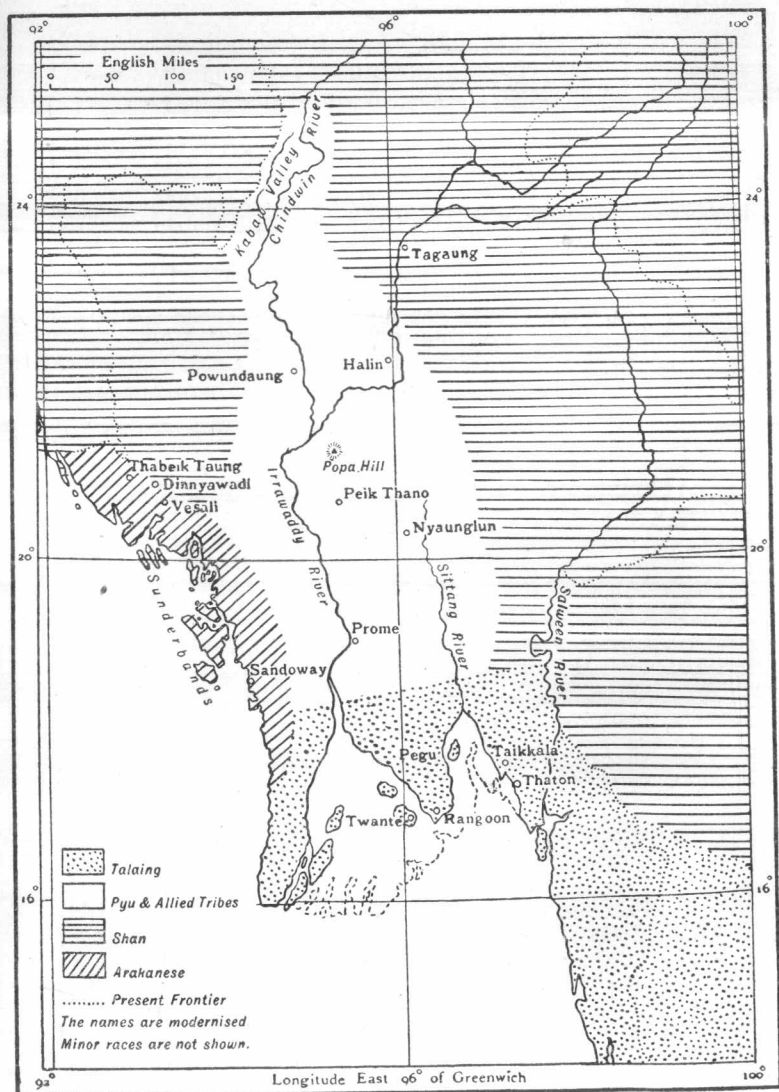 92°
96°
100°
English Miles
0 50 100 150
Kabaw Valley
Chindwin River
24°
24°
Tagaung
Halin
Powundaung
Popa Hill
Thabeik Taung
Dinnyawadi
Vesali
Irrawaddy River
Peik Thano
Nyaunglun
20°
20°
Sunderbands
Sittang River
Salween River
Prome
Sandoway
Pegu
Taikkala
Thaton
Twante
Rangoon
16°
16°
Talaing
Pyu & Allied Tribes
Shan
Arakanese
Present Frontier
The names are modernised
Minor races are not shown.
92°
Longitude East 96° of Greenwich
100°